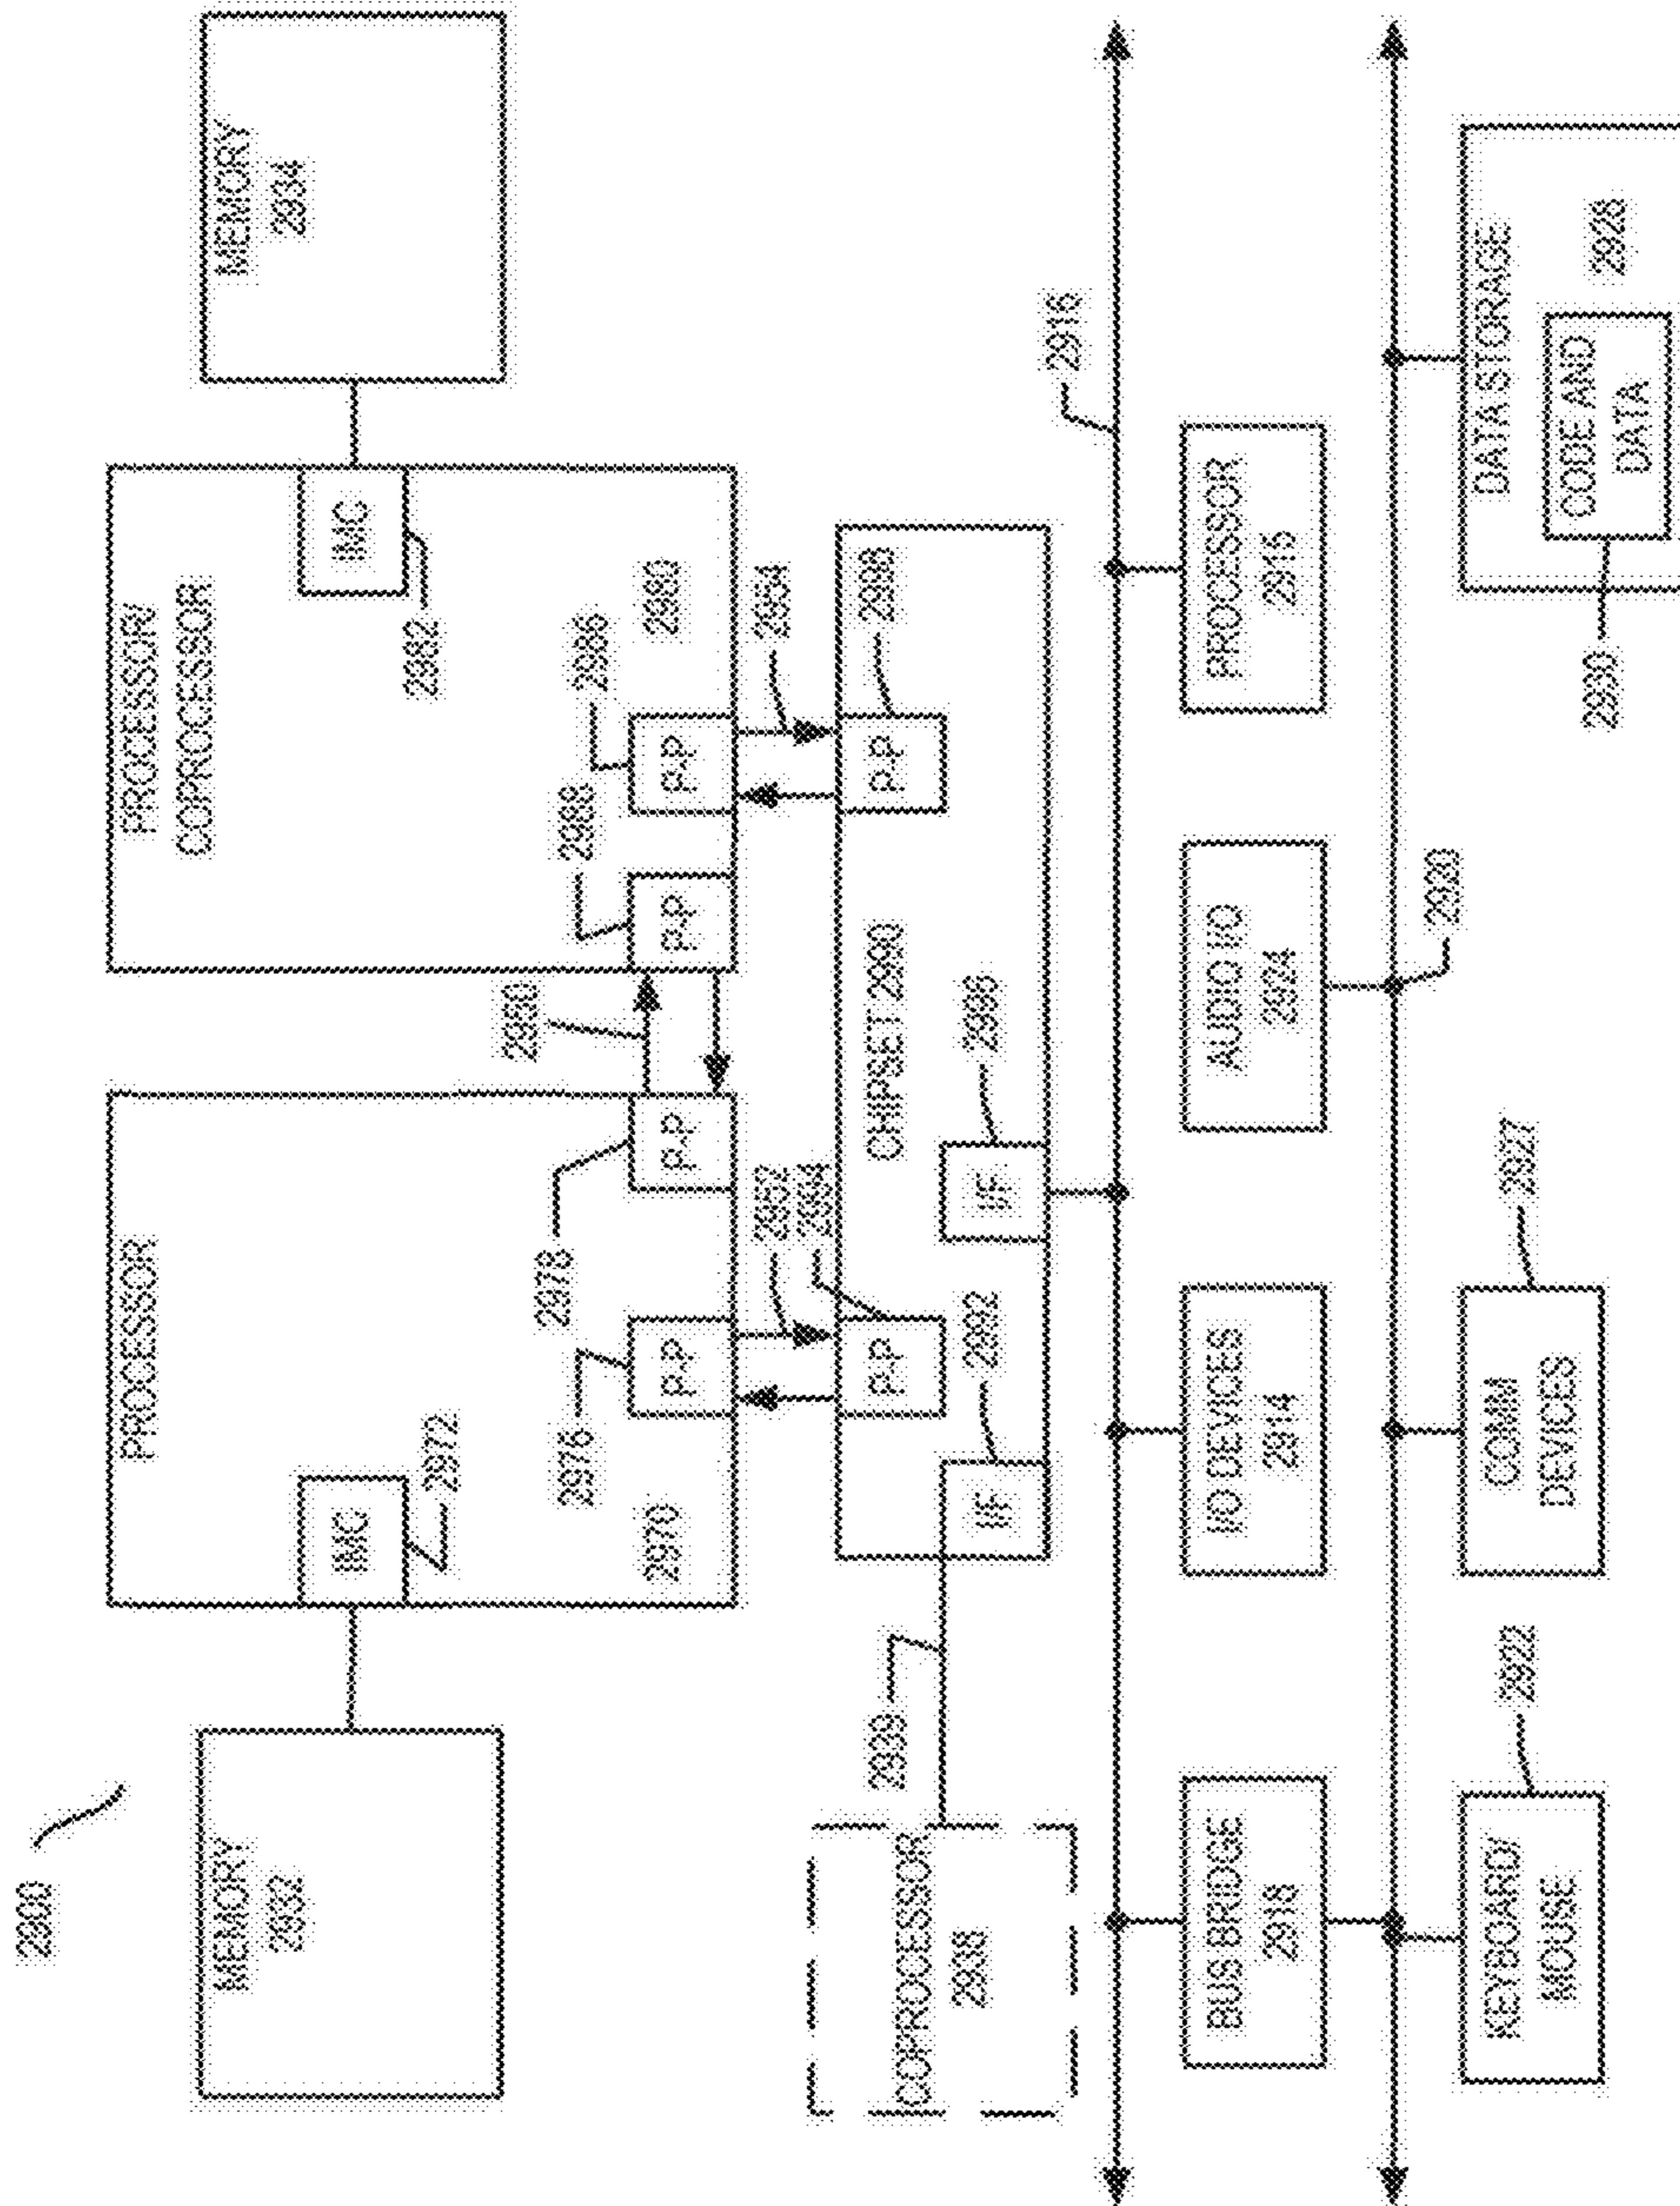 2900
MEMORY
2932
IMC
2972
PROCESSOR
2970
2976
P-P
2978
P-P
2952
2994
PROCESSOR/
COPROCESSOR
IMC
2982
2988
P-P
2986
P-P
2980
2954
MEMORY
2934
COPROCESSOR
2938
2939
P-P
CHIPSET 2990
P-P
2998
I/F
2992
I/F
2996
2916
BUS BRIDGE
2918
I/O DEVICES
2914
AUDIO I/O
2924
PROCESSOR
2915
2920
KEYBOARD/
MOUSE
2922
COMM
DEVICES
2927
DATA STORAGE
2930
CODE AND
DATA
2928